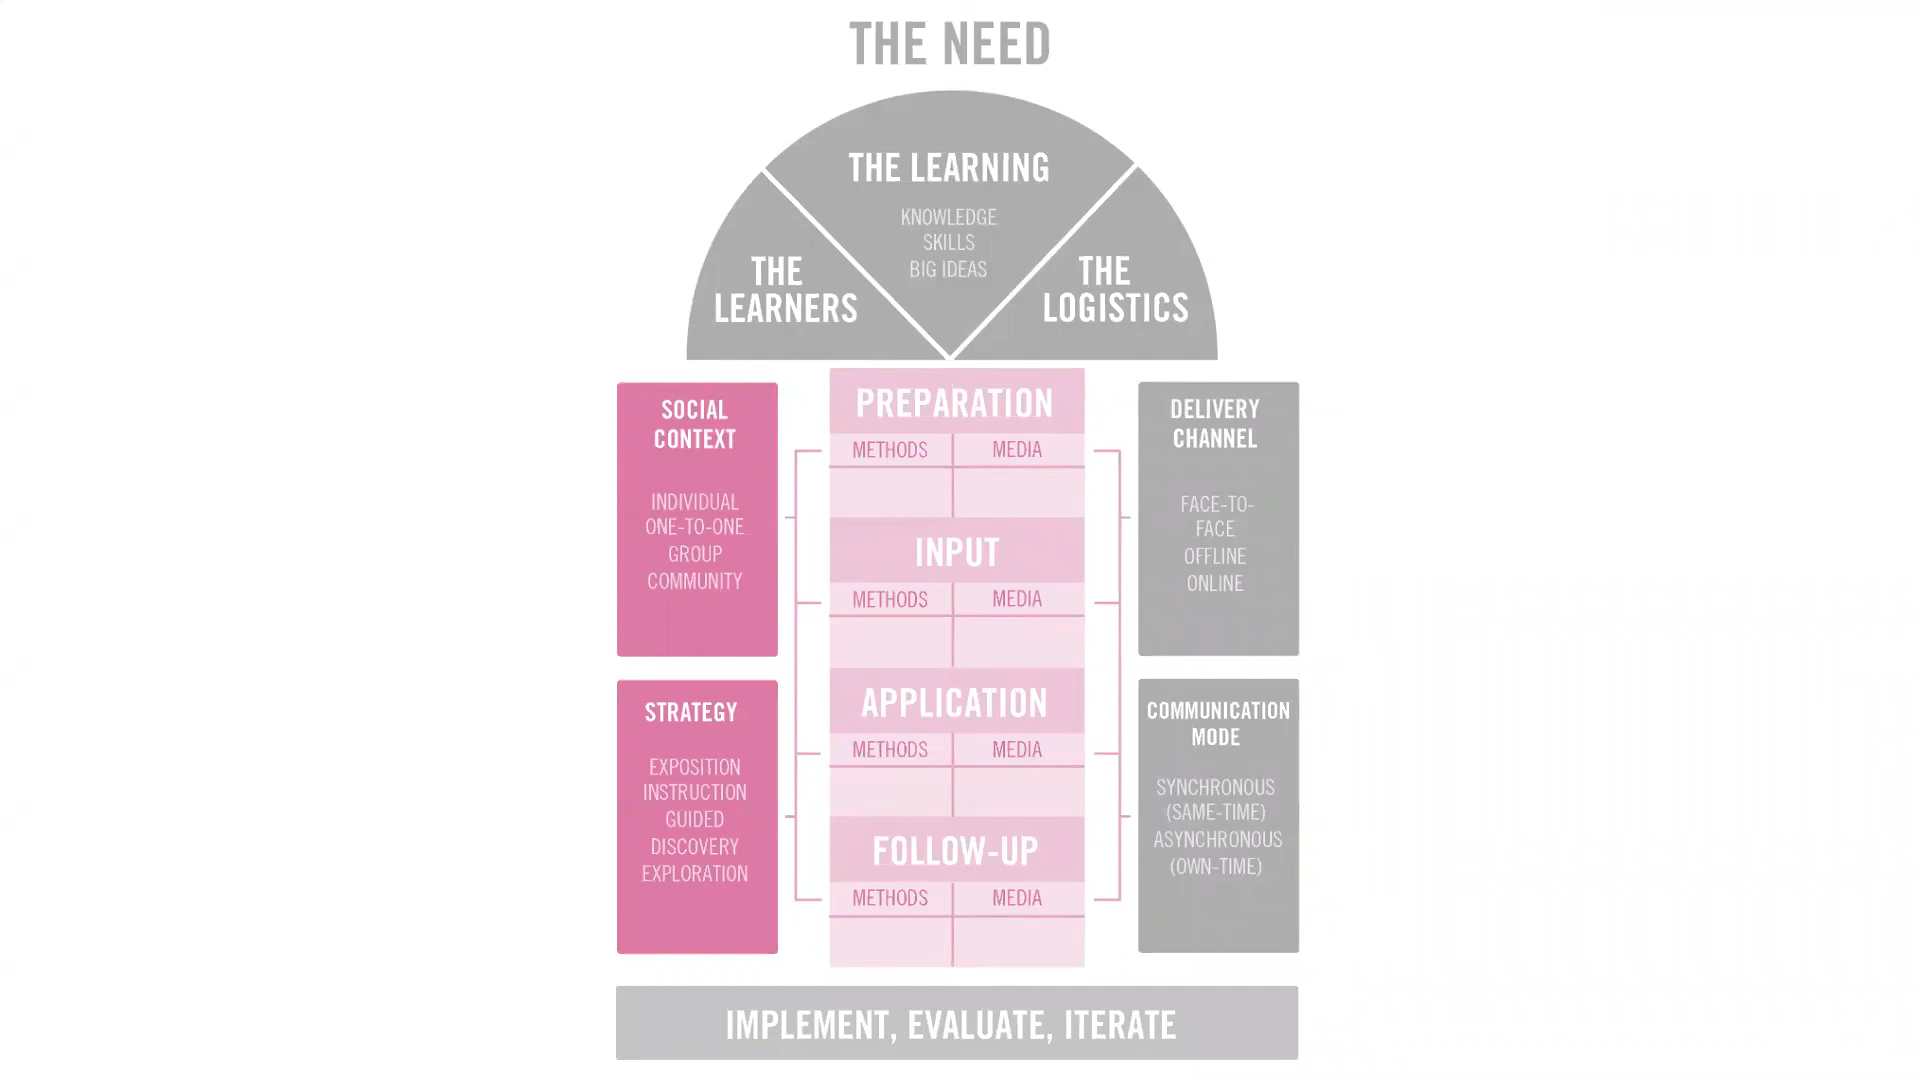 THE NEED
THE LEARNING
KNOWLEDGE
SKILLS
BIG IDEAS
THE
LEARNERS
THE
LOGISTICS
SOCIAL
CONTEXT
INDIVIDUAL
ONE-TO-ONE
GROUP
COMMUNITY
STRATEGY
EXPOSITION
INSTRUCTION
GUIDED
DISCOVERY
EXPLORATION
PREPARATION
METHODS MEDIA
INPUT
METHODS MEDIA
APPLICATION
METHODS MEDIA
FOLLOW-UP
METHODS MEDIA
DELIVERY
CHANNEL
FACE-TO-
FACE
OFFLINE
ONLINE
COMMUNICATION
MODE
SYNCHRONOUS
(SAME-TIME)
ASYNCHRONOUS
(OWN-TIME)
IMPLEMENT, EVALUATE, ITERATE